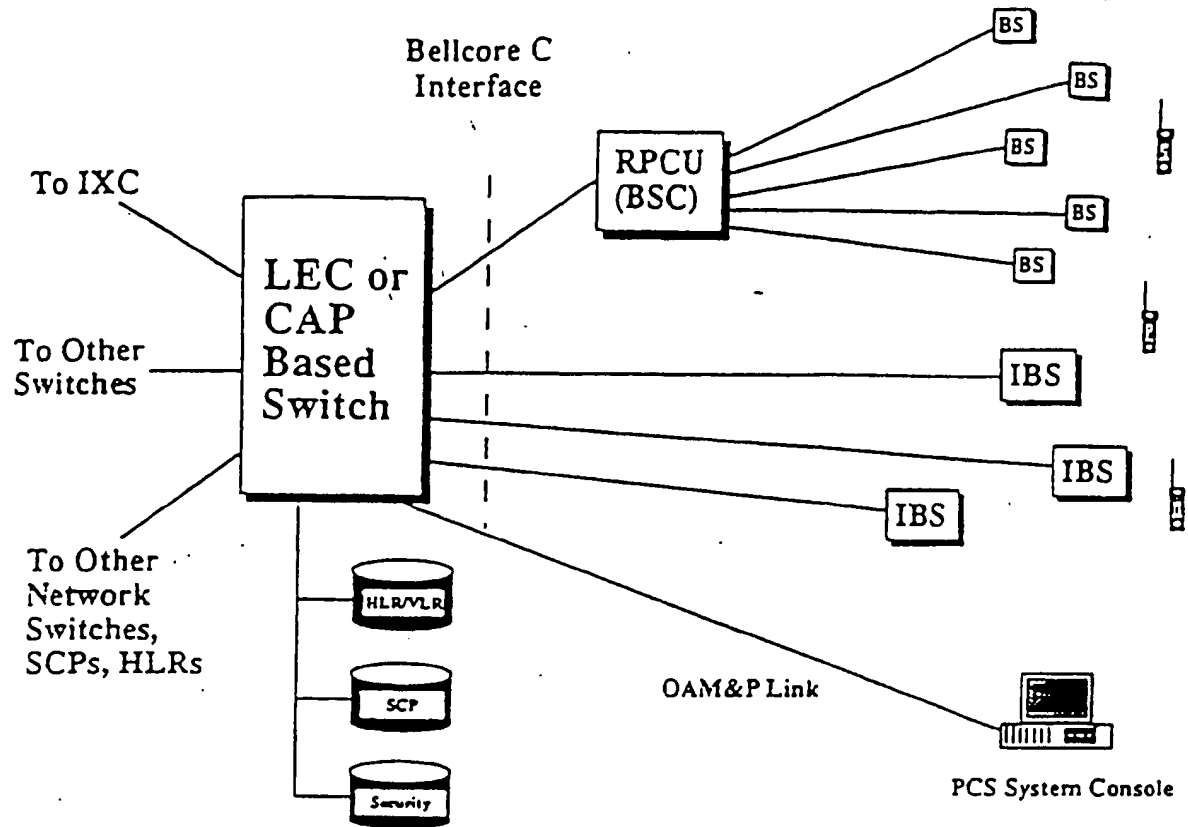 Bellcore C
Interface
BS
BS
BS
BS
BS
RPCU
(BSC)
To IXC
LEC or
CAP
Based
Switch
To Other
Switches
IBS
IBS
IBS
To Other
Network
Switches,
SCPs, HLRs
HLR/VLR
SCP
Security
OAM&P Link
PCS System Console